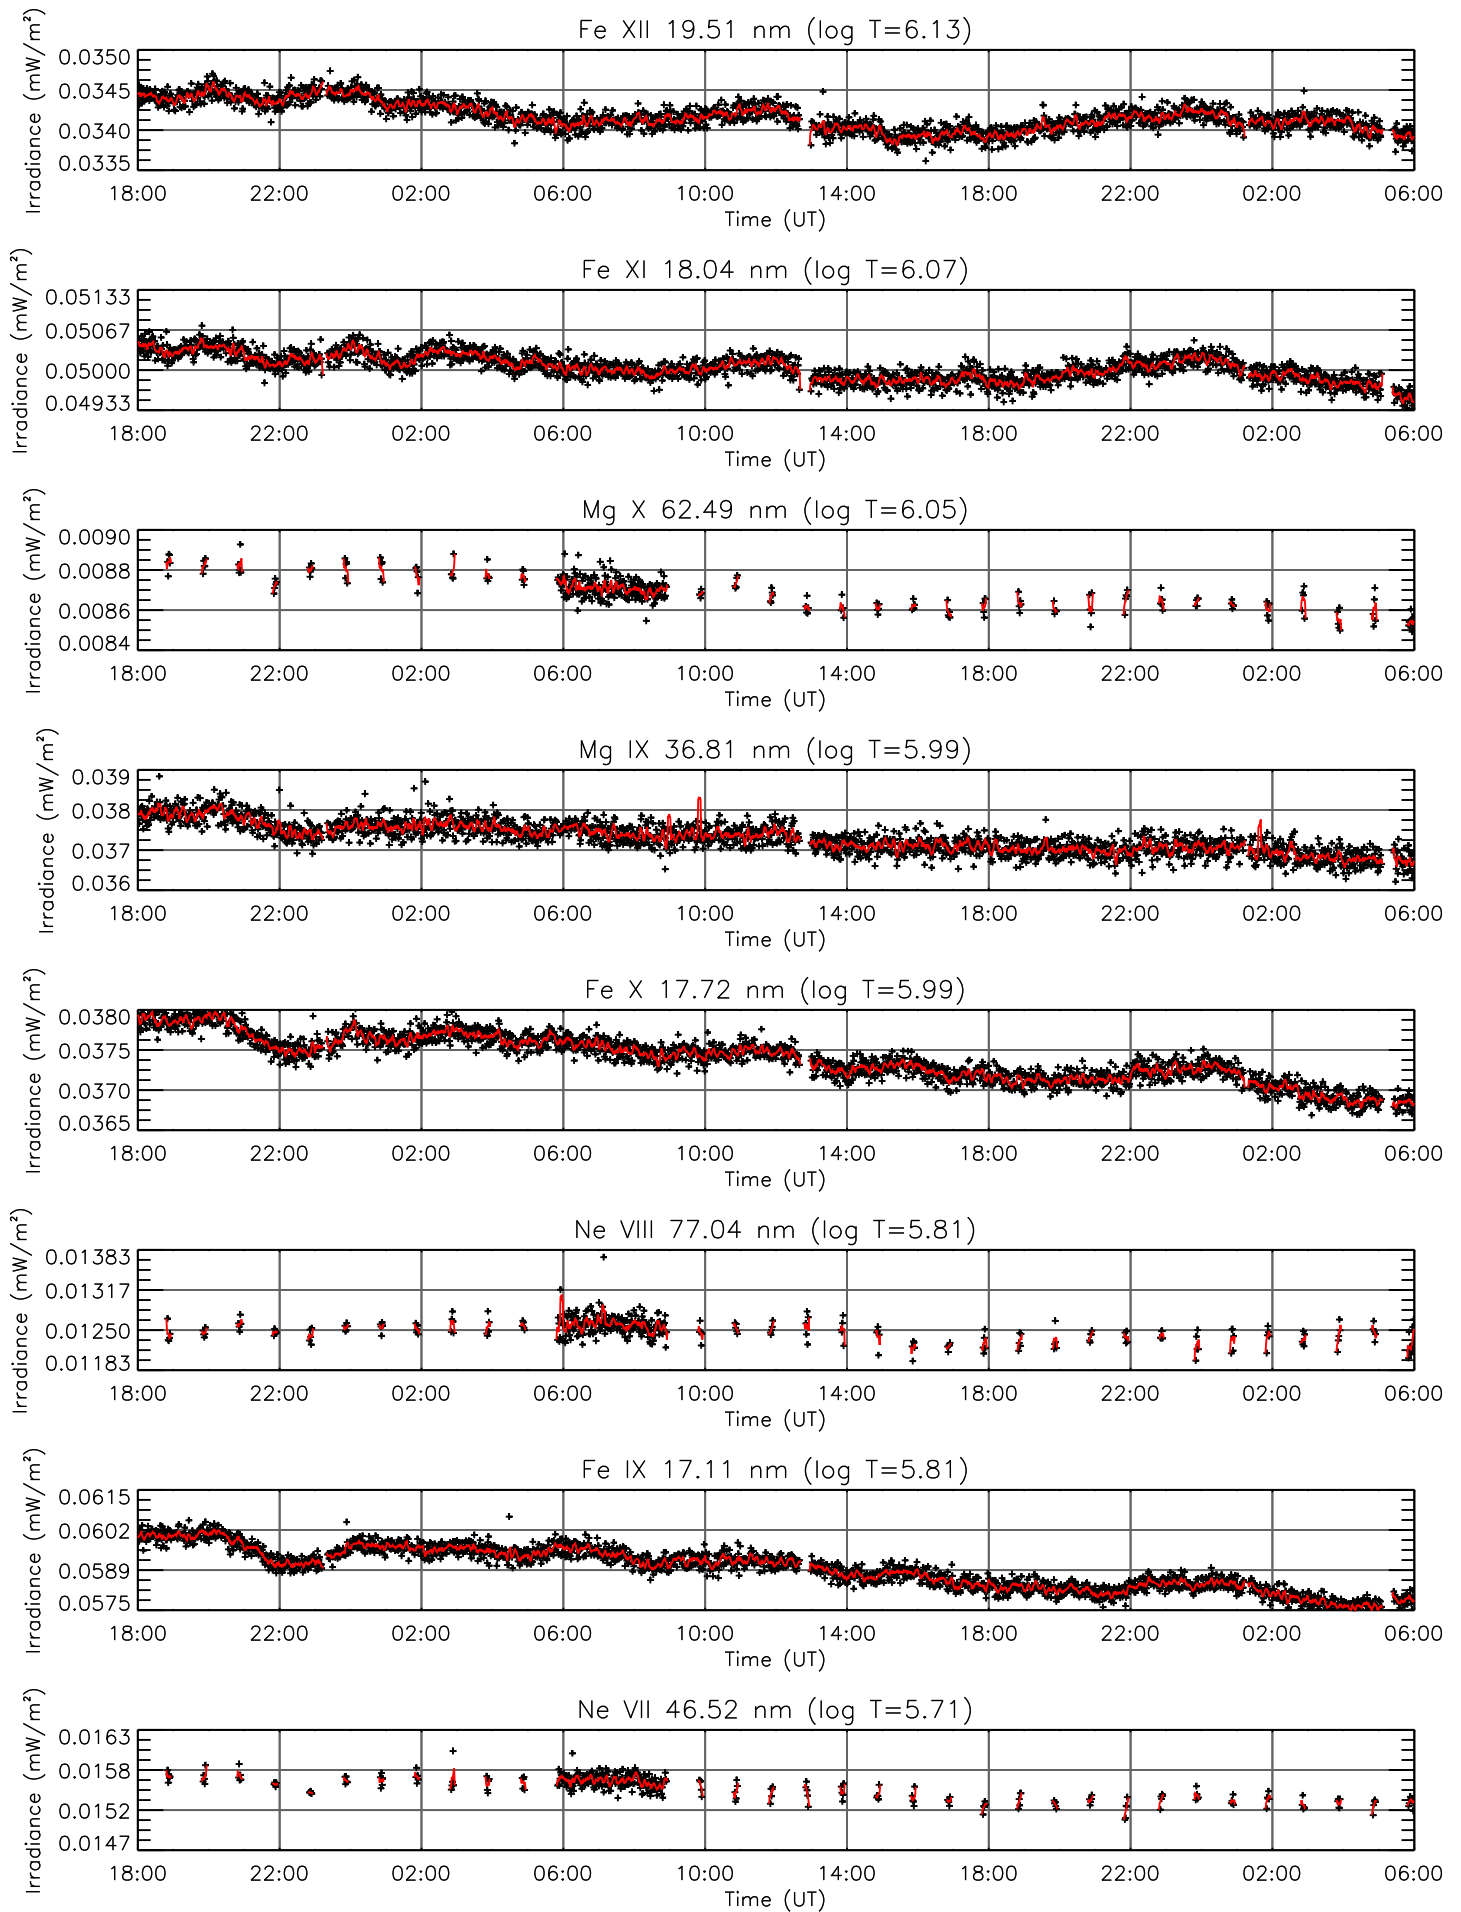 Fe XII 19.51 nm (log T=6.13)
Irradiance (mW/m²)
0.0350
0.0345
0.0340
0.0335
18:00 22:00 02:00 06:00 10:00 14:00 18:00 22:00 02:00 06:00
Time (UT)
Fe XI 18.04 nm (log T=6.07)
Irradiance (mW/m²)
0.05133
0.05067
0.05000
0.04933
18:00 22:00 02:00 06:00 10:00 14:00 18:00 22:00 02:00 06:00
Time (UT)
Mg X 62.49 nm (log T=6.05)
Irradiance (mW/m²)
0.0090
0.0088
0.0086
0.0084
18:00 22:00 02:00 06:00 10:00 14:00 18:00 22:00 02:00 06:00
Time (UT)
Mg IX 36.81 nm (log T=5.99)
Irradiance (mW/m²)
0.039
0.038
0.037
0.036
18:00 22:00 02:00 06:00 10:00 14:00 18:00 22:00 02:00 06:00
Time (UT)
Fe X 17.72 nm (log T=5.99)
Irradiance (mW/m²)
0.0380
0.0375
0.0370
0.0365
18:00 22:00 02:00 06:00 10:00 14:00 18:00 22:00 02:00 06:00
Time (UT)
Ne VIII 77.04 nm (log T=5.81)
Irradiance (mW/m²)
0.01383
0.01317
0.01250
0.01183
18:00 22:00 02:00 06:00 10:00 14:00 18:00 22:00 02:00 06:00
Time (UT)
Fe IX 17.11 nm (log T=5.81)
Irradiance (mW/m²)
0.0615
0.0602
0.0589
0.0575
18:00 22:00 02:00 06:00 10:00 14:00 18:00 22:00 02:00 06:00
Time (UT)
Ne VII 46.52 nm (log T=5.71)
Irradiance (mW/m²)
0.0163
0.0158
0.0152
0.0147
18:00 22:00 02:00 06:00 10:00 14:00 18:00 22:00 02:00 06:00
Time (UT)